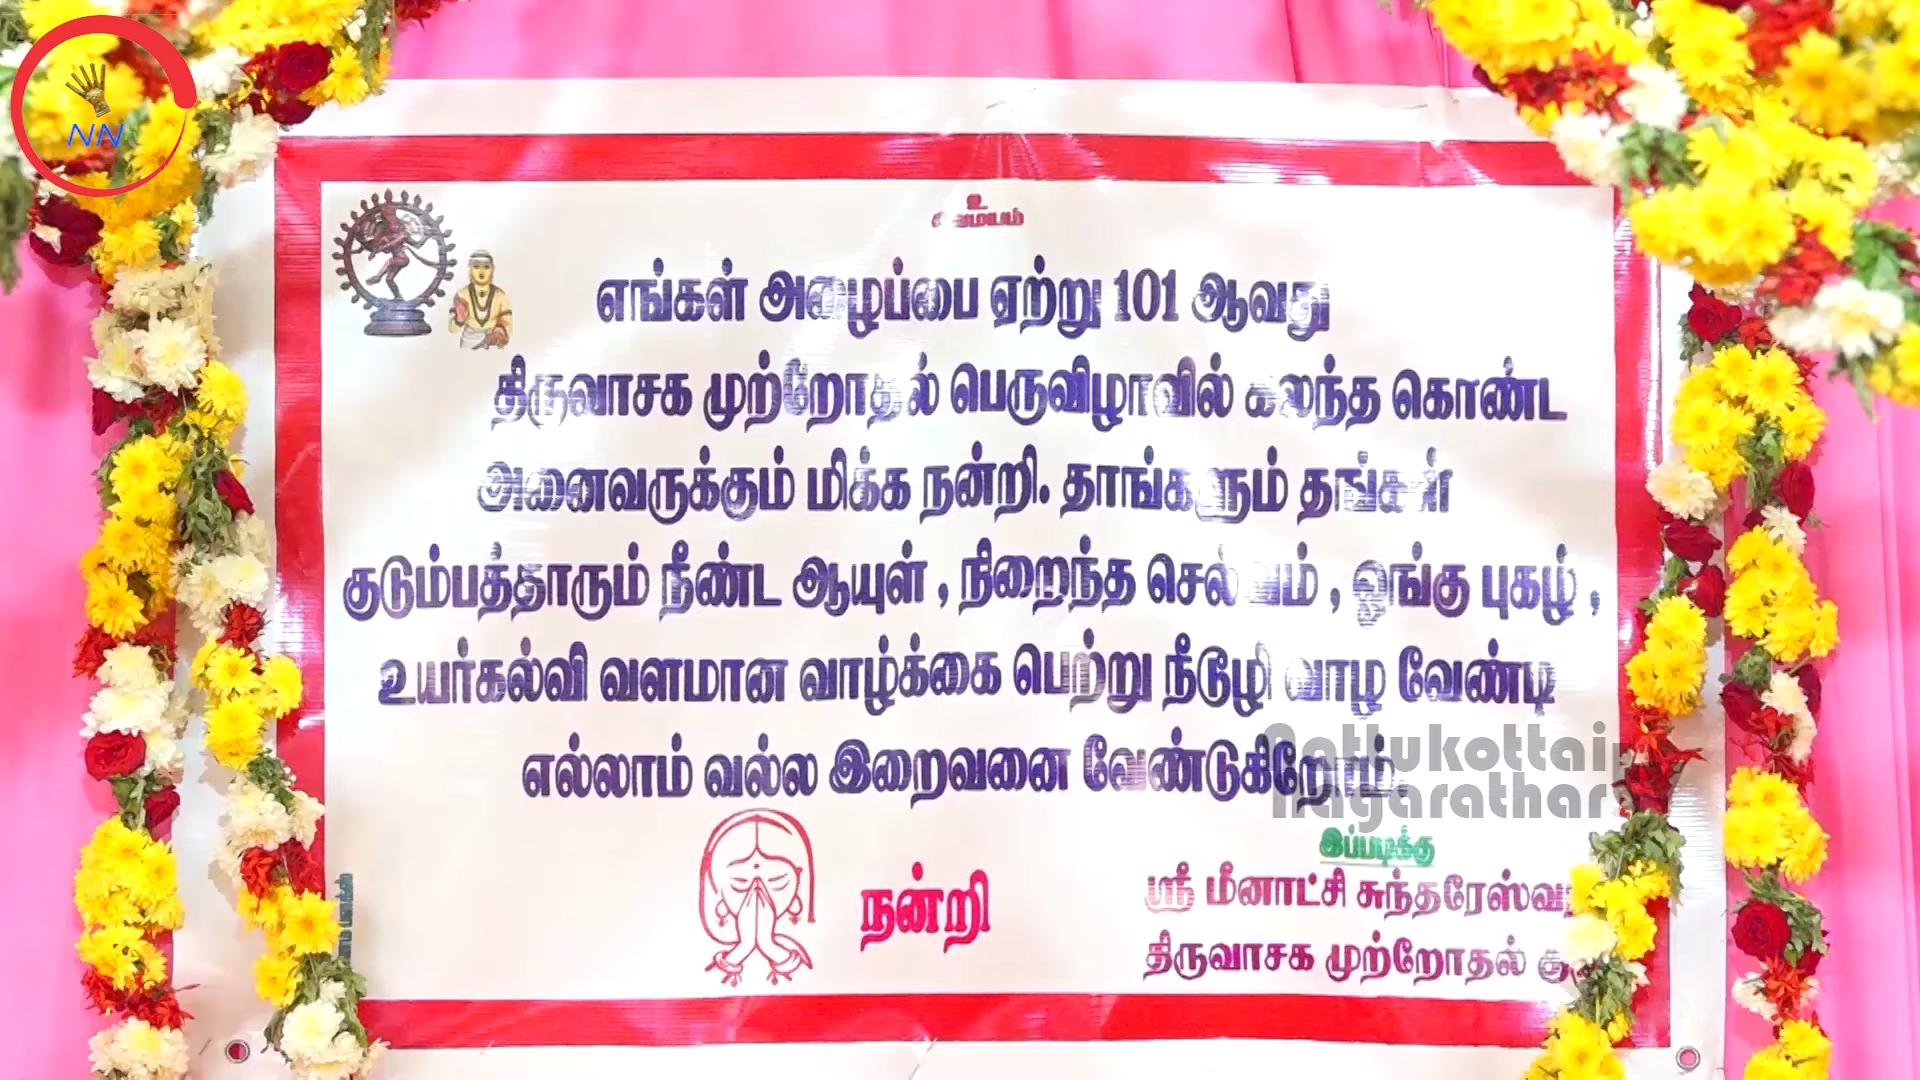 NN
உ
சிவமயம்
எங்கள் அழைப்பை ஏற்று 101 ஆவது
திருவாசக முற்றோதல் பெருவிழாவில் கலந்த கொண்ட
அனைவருக்கும் மிக்க நன்றி. தாங்களும் தங்கள்
குடும்பத்தாரும் நீண்ட ஆயுள் , நிறைந்த செல்வம் , ஓங்கு புகழ் ,
உயர்கல்வி வளமான வாழ்க்கை பெற்று நீடூழி வாழ வேண்டி
எல்லாம் வல்ல இறைவனை வேண்டுகிறோம்.
Nattukottai
Nagarathar
இப்படிக்கு
நன்றி
ஸ்ரீ மீனாட்சி
திருவாசக முற்றோதல்